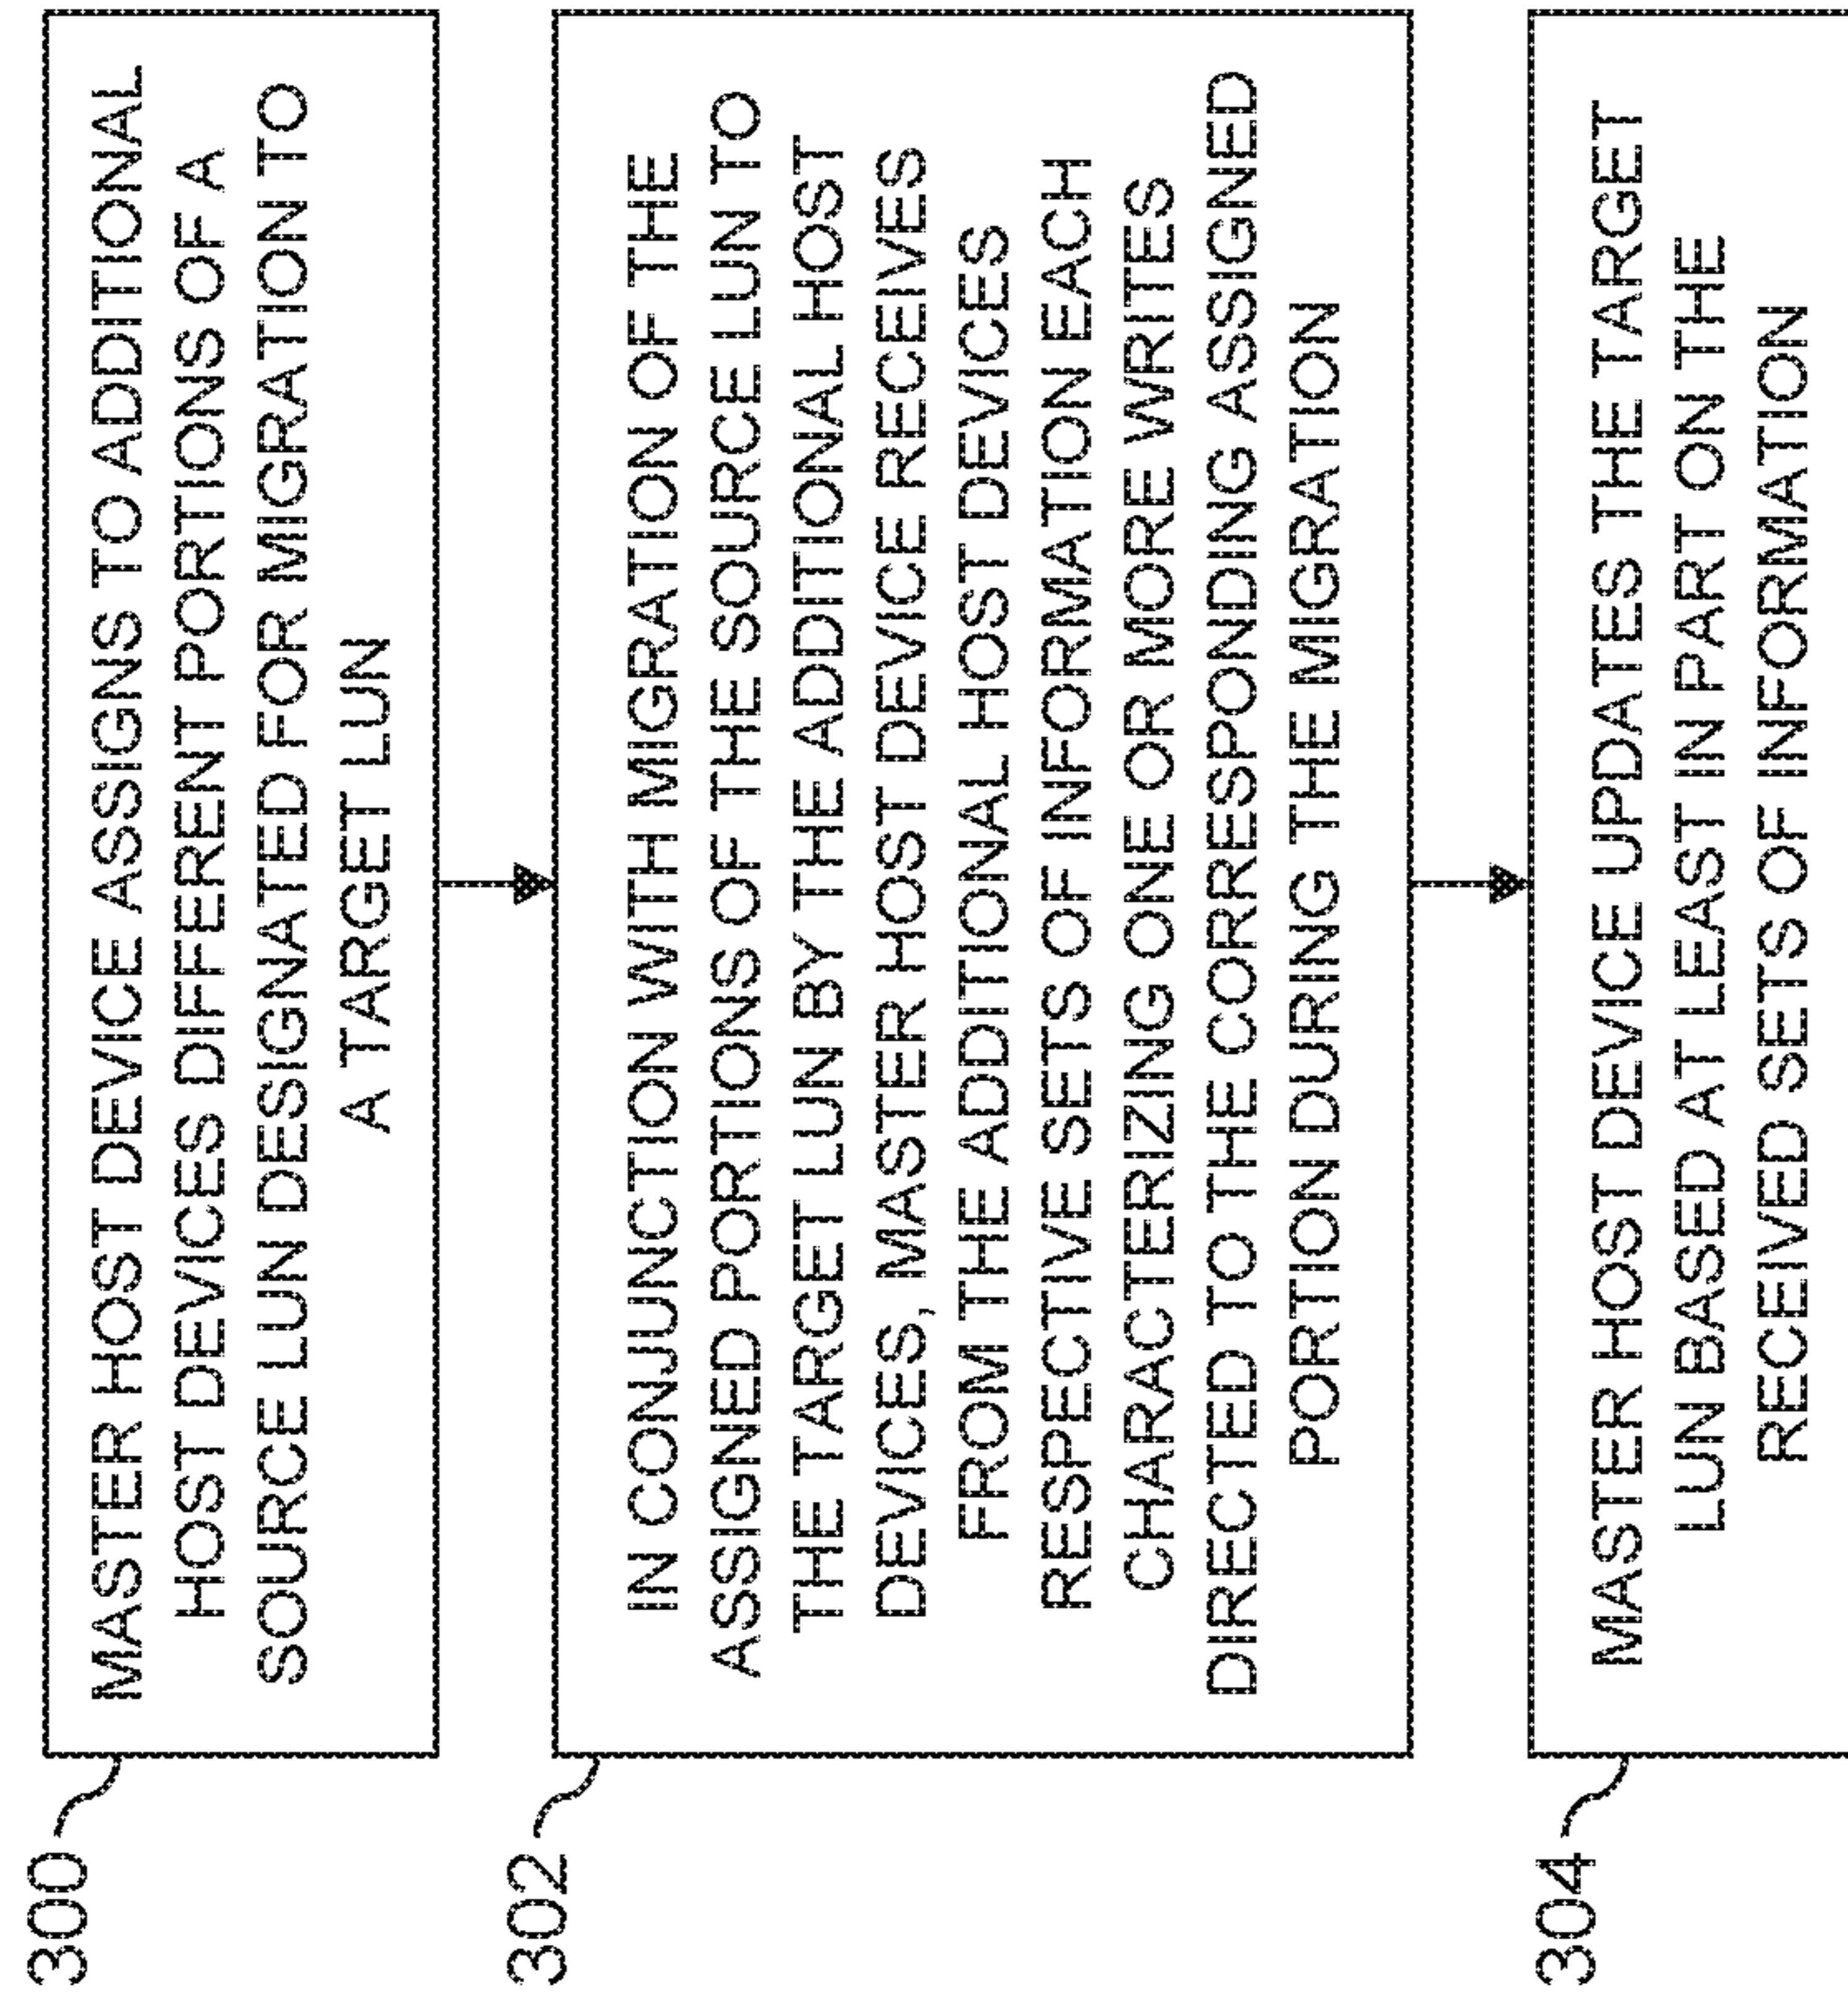 300
MASTER HOST DEVICE ASSIGNS TO ADDITIONAL
HOST DEVICES DIFFERENT PORTIONS OF A
SOURCE LUN DESIGNATED FOR MIGRATION TO
A TARGET LUN
302
IN CONJUNCTION WITH MIGRATION OF THE
ASSIGNED PORTIONS OF THE SOURCE LUN TO
THE TARGET LUN BY THE ADDITIONAL HOST
DEVICES, MASTER HOST DEVICE RECEIVES
FROM THE ADDITIONAL HOST DEVICES
RESPECTIVE SETS OF INFORMATION EACH
CHARACTERIZING ONE OR MORE WRITES
DIRECTED TO THE CORRESPONDING ASSIGNED
PORTION DURING THE MIGRATION
304
MASTER HOST DEVICE UPDATES THE TARGET
LUN BASED AT LEAST IN PART ON THE
RECEIVED SETS OF INFORMATION